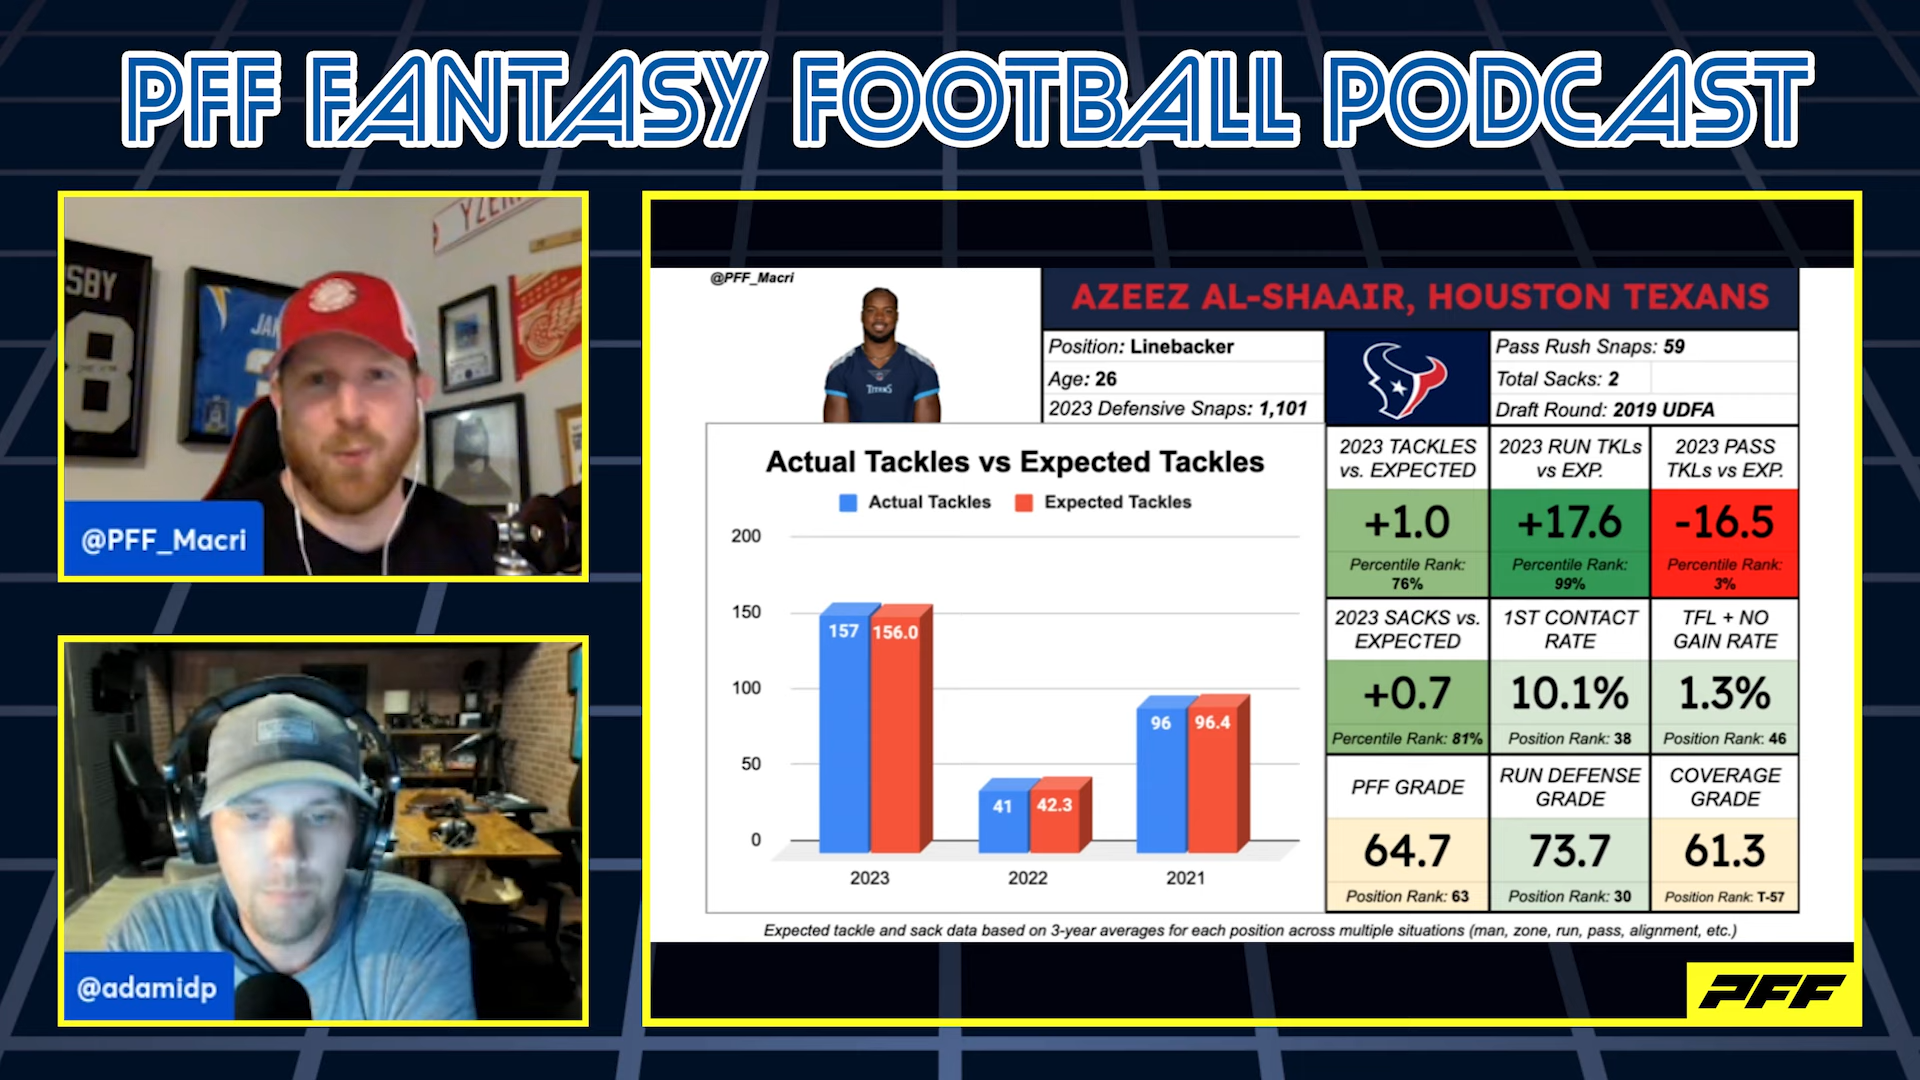 PFF FANTASY FOOTBALL PODCAST
SBY
8
YZER
JA
@PFF_Macri
@adamidp
@PFF_Macri
TITANS
AZEEZ AL-SHAAIR, HOUSTON TEXANS
Position: Linebacker
Age: 26
2023 Defensive Snaps: 1,101
Pass Rush Snaps: 59
Total Sacks: 2
Draft Round: 2019 UDFA
Actual Tackles vs Expected Tackles
Actual Tackles
Expected Tackles
200
150
100
50
0
157
156.0
41
42.3
96
96.4
2023
2022
2021
2023 TACKLES
vs. EXPECTED
+1.0
Percentile Rank:
76%
2023 RUN TKLs
vs EXP.
+17.6
Percentile Rank:
99%
2023 PASS
TKLs vs EXP.
-16.5
Percentile Rank:
3%
2023 SACKS vs.
EXPECTED
+0.7
Percentile Rank: 81%
1ST CONTACT
RATE
10.1%
Position Rank: 38
TFL + NO
GAIN RATE
1.3%
Position Rank: 46
PFF GRADE
64.7
Position Rank: 63
RUN DEFENSE
GRADE
73.7
Position Rank: 30
COVERAGE
GRADE
61.3
Position Rank: T-57
Expected tackle and sack data based on 3-year averages for each position across multiple situations (man, zone, run, pass, alignment, etc.)
PFF